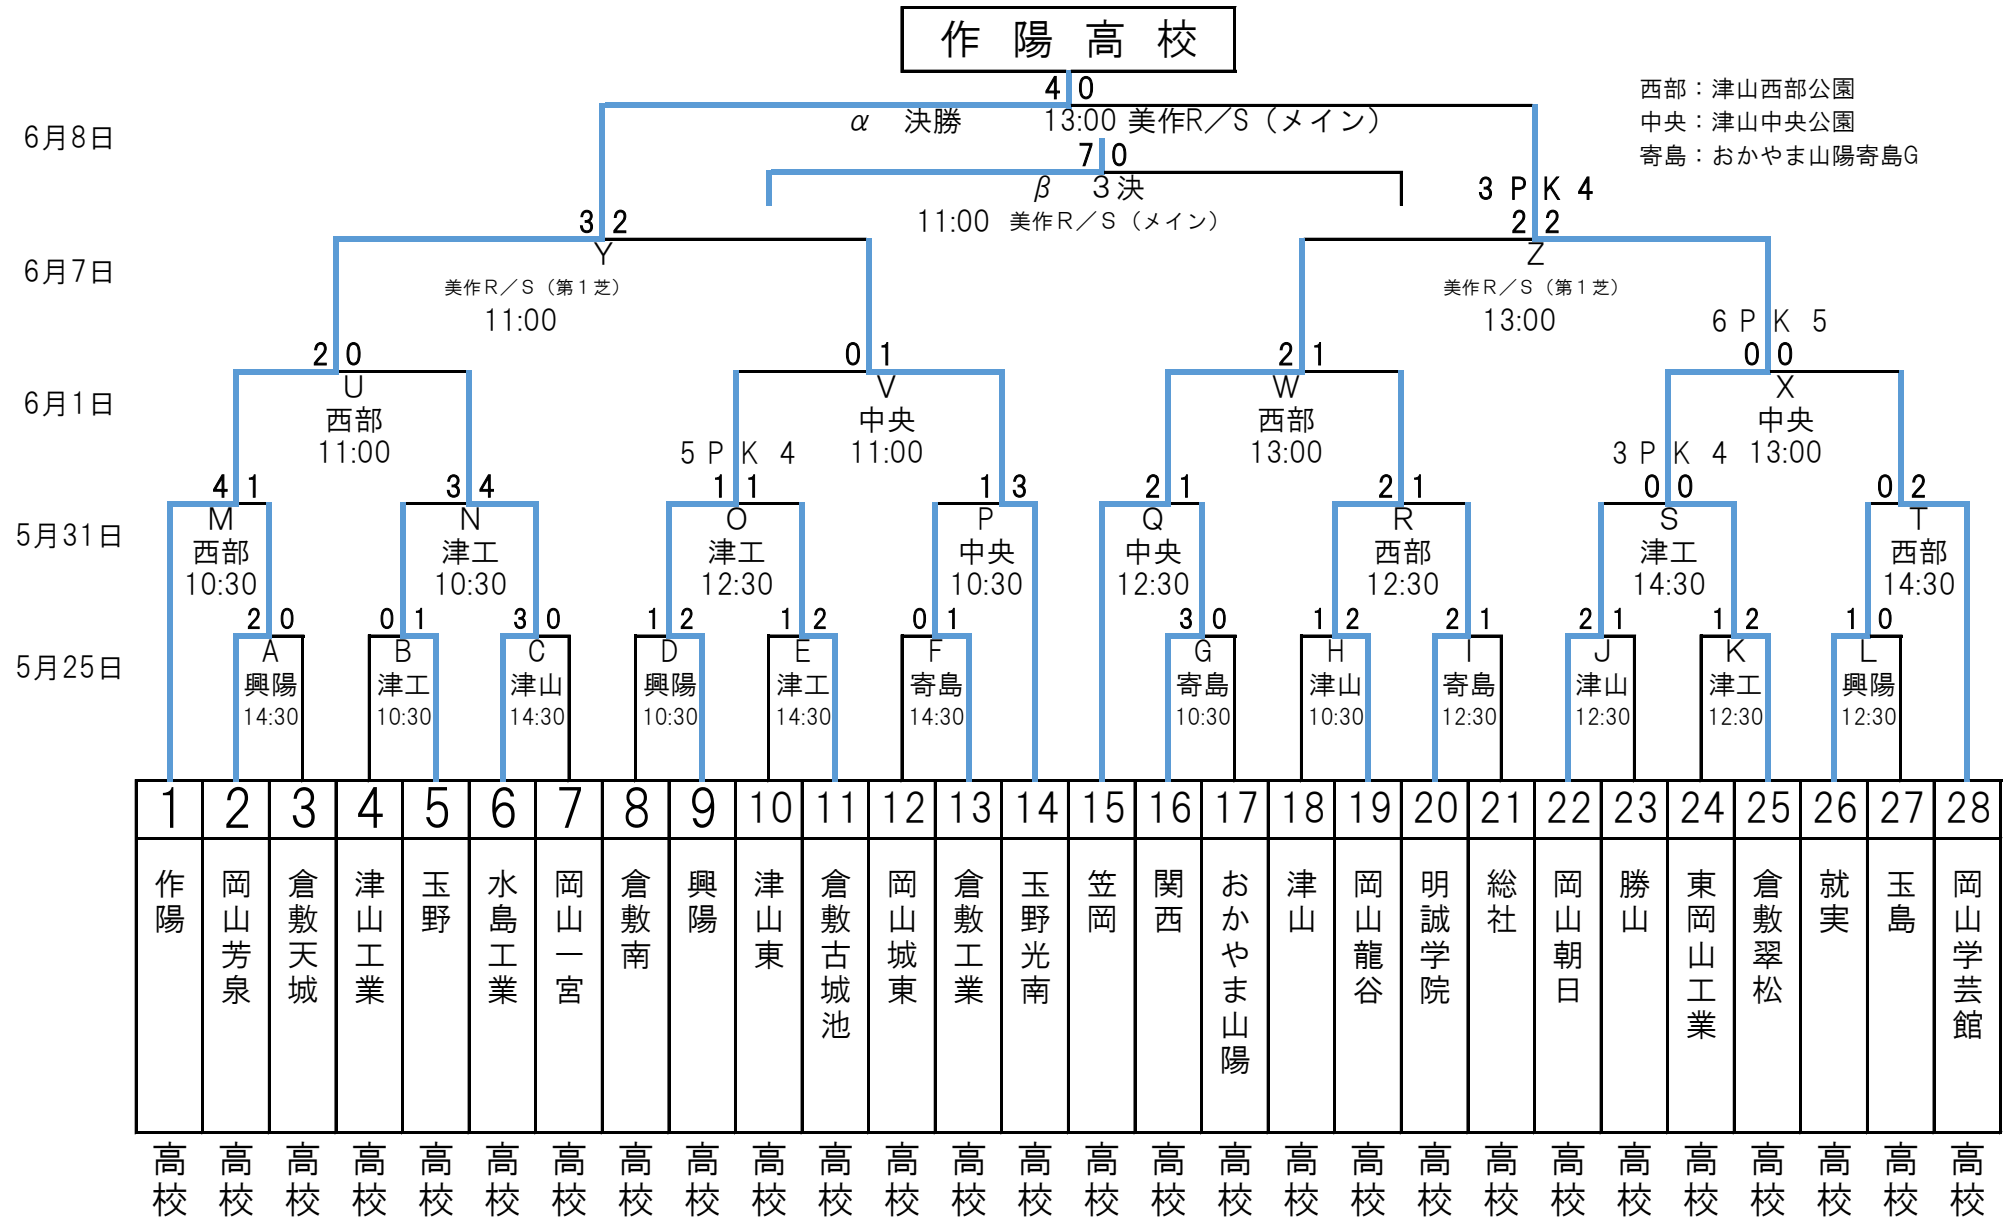 作陽高校
4 0
西部：津山西部公園
α 決勝 13:00 美作R／S（メイン）
中央：津山中央公園
6月8日
7 0
寄島：おかやま山陽寄島G
β 3決
3 PK 4
11:00 美作R／S（メイン）
3 2
2 2
Y
Z
6月7日
美作R／S（第1芝）
美作R／S（第1芝）
11:00
13:00
6 PK 5
2 0
0 1
2 1
0 0
U
V
W
X
6月1日
西部
中央
西部
中央
11:00
5 PK 4
11:00
13:00
3 PK 4
13:00
4 1
3 4
1 1
1 3
2 1
2 1
0 0
0 2
M
N
O
P
Q
R
S
T
5月31日
西部
津工
津工
中央
中央
西部
津工
西部
10:30
10:30
12:30
10:30
12:30
12:30
14:30
14:30
2 0
0 1
3 0
1 2
1 2
0 1
3 0
1 2
2 1
2 1
1 2
1 0
A
B
C
D
E
F
G
H
I
J
K
L
5月25日
興陽
津工
津山
興陽
津工
寄島
寄島
津山
寄島
津山
津工
興陽
14:30
10:30
14:30
10:30
14:30
14:30
10:30
10:30
12:30
12:30
12:30
12:30
1 2 3 4 5 6 7 8 9 10 11 12 13 14 15 16 17 18 19 20 21 22 23 24 25 26 27 28
作陽高校
岡山芳泉高校
倉敷天城高校
津山工業高校
玉野高校
水島工業高校
岡山一宮高校
倉敷南高校
興陽高校
津山東高校
倉敷古城池高校
岡山城東高校
倉敷工業高校
玉野光南高校
笠岡高校
関西高校
おかやま山陽高校
津山高校
岡山龍谷高校
明誠学院高校
総社高校
岡山朝日高校
勝山高校
東岡山工業高校
倉敷翠松高校
就実高校
玉島高校
岡山学芸館高校